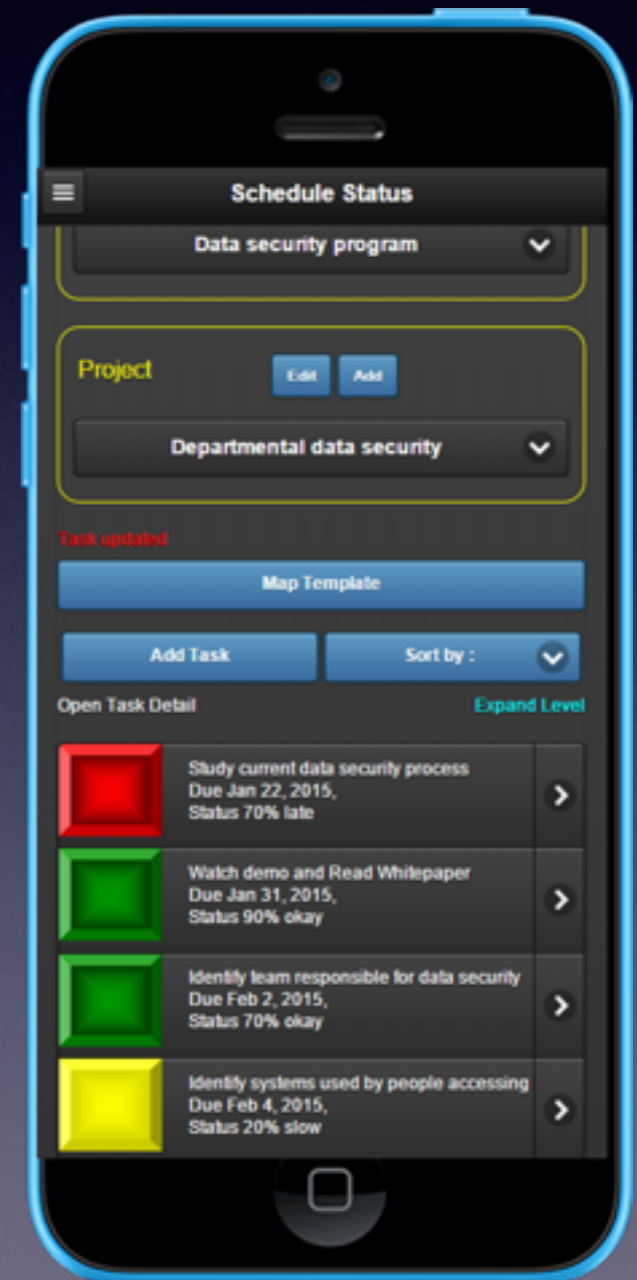 Schedule Status
Data security program
Project
Edit
Add
Departmental data security
Task updated
Map Template
Add Task
Sort by :
Open Task Detail
Expand Level
Study current data security process
Due Jan 22, 2015,
Status 70% late
Watch demo and Read Whitepaper
Due Jan 31, 2015,
Status 90% okay
Identify team responsible for data security
Due Feb 2, 2015,
Status 70% okay
Identify systems used by people accessing
Due Feb 4, 2015,
Status 20% slow